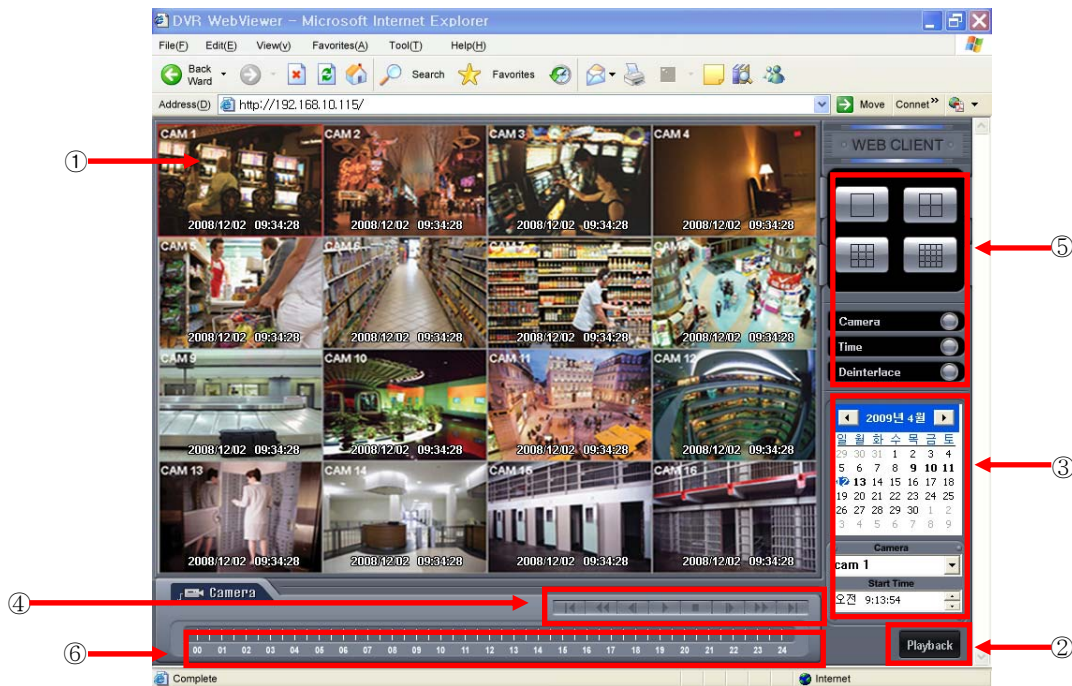 DVR WebViewer - Microsoft Internet Explorer
File(F) Edit(E) View(v) Favorites(A) Tool(T) Help(H)
Back Ward Search Favorites
Address(D) http://192.168.10.115/ Move Connet»
①
CAM 1 CAM 2 CAM 3 CAM 4
2008/12/02 09:34:28 2008/12/02 09:34:28 2008/12/02 09:34:28 2008/12/02 09:34:28
CAM 5 CAM 6 CAM 7 CAM 8
2008/12/02 09:34:28 2008/12/02 09:34:28 2008/12/02 09:34:28 2008/12/02 09:34:28
CAM 9 CAM 10 CAM 11 CAM 12
2008/12/02 09:34:28 2008/12/02 09:34:28 2008/12/02 09:34:28 2008/12/02 09:34:28
CAM 13 CAM 14 CAM 15 CAM 16
2008/12/02 09:34:28 2008/12/02 09:34:28 2008/12/02 09:34:28 2008/12/02 09:34:28
WEB CLIENT
⑤
Camera
Time
Deinterlace
2009년 4월
일 월 화 수 목 금 토
29 30 31 1 2 3 4
5 6 7 8 9 10 11
12 13 14 15 16 17 18
19 20 21 22 23 24 25
26 27 28 29 30 1 2
3 4 5 6 7 8 9
③
Camera
cam 1
Start Time
오전 9:13:54
④
Camera
⑥
00 01 02 03 04 05 06 07 08 09 10 11 12 13 14 15 16 17 18 19 20 21 22 23 24
Playback
②
Complete Internet